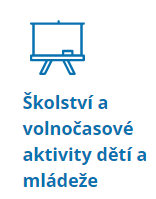 Školství a
volnočasové
aktivity dětí a
mládeže